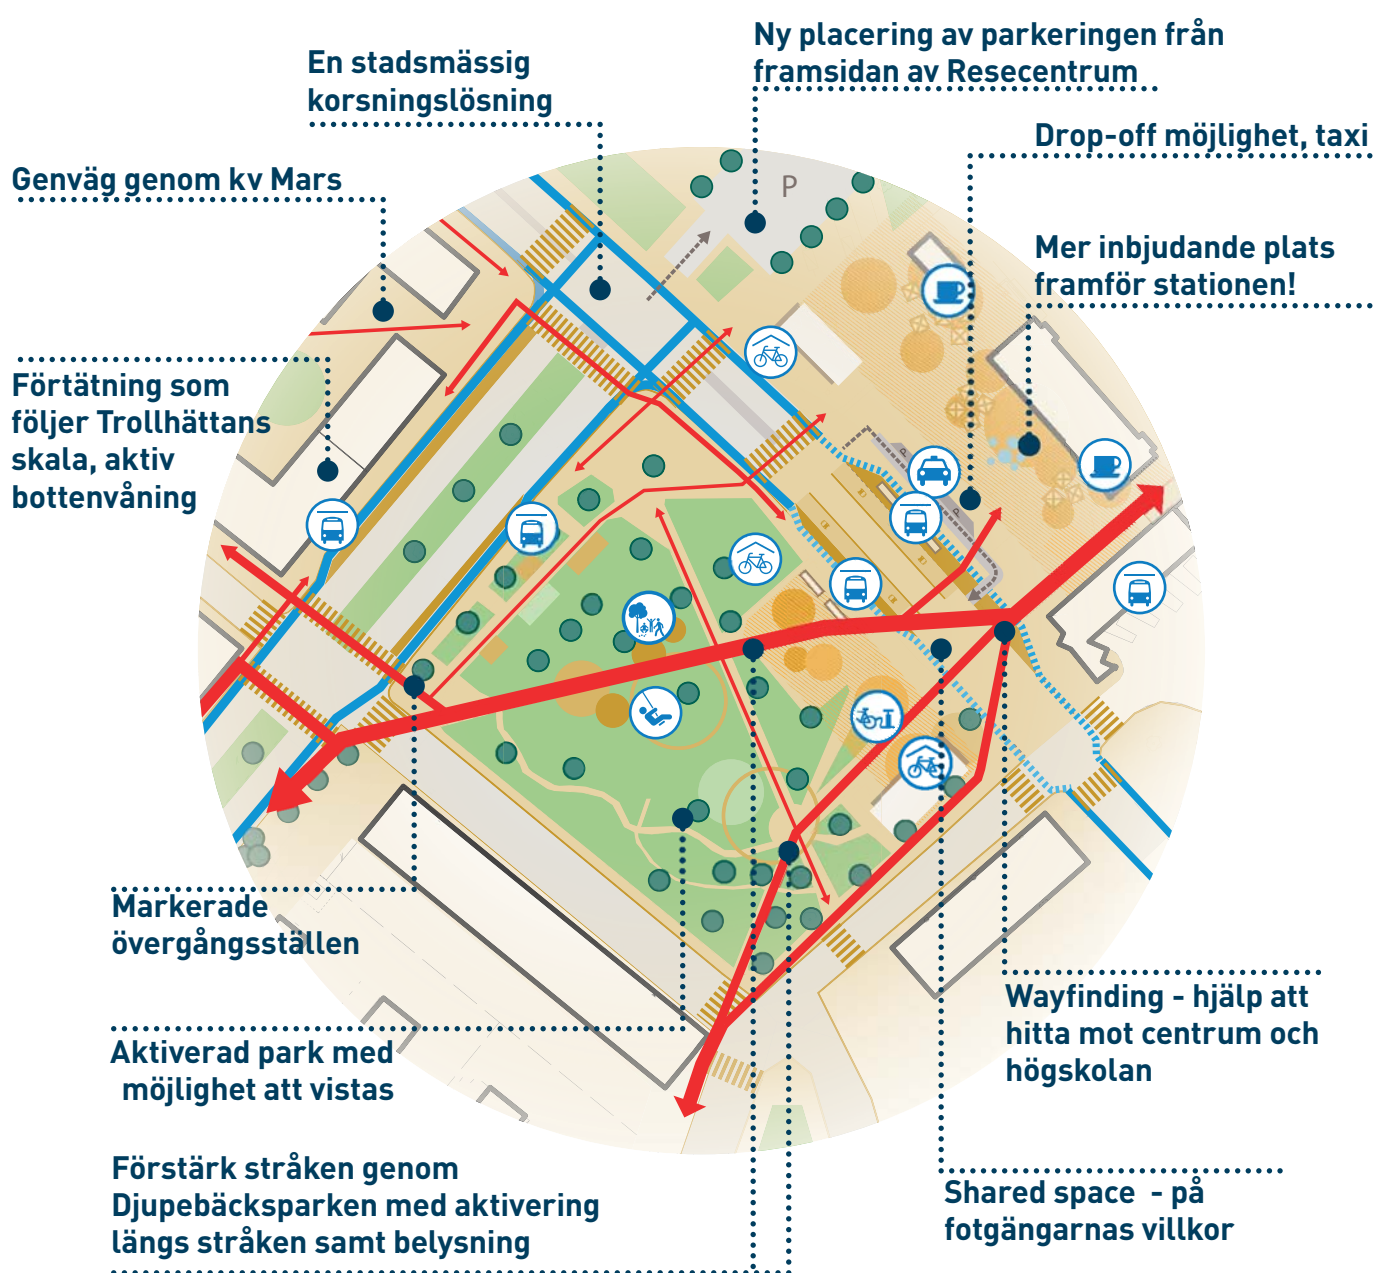 Ny placering av parkeringen från
framsidan av Resecentrum
En stadsmässig
korsningslösning
Drop-off möjlighet, taxi
Genväg genom kv Mars
P
Mer inbjudande plats
framför stationen!
Förtätning som
följer Trollhättans
skala, aktiv
bottenvåning
P
P
Markerade
övergångsställen
Wayfinding - hjälp att
hitta mot centrum och
högskolan
Aktiverad park med
möjlighet att vistas
Förstärk stråken genom
Djupebäcksparken med aktivering
längs stråken samt belysning
Shared space - på
fotgängarnas villkor